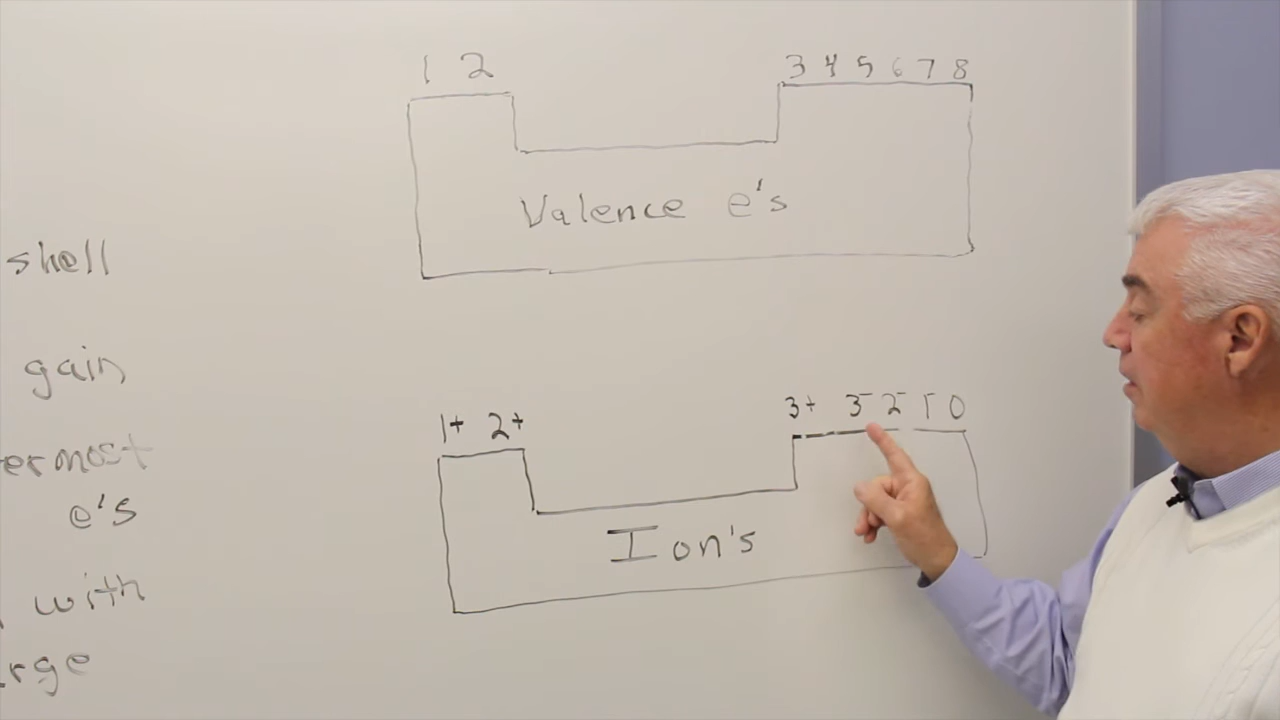 1 2
3 4 5 6 7 8
Valence e's
shell
gain
1+ 2+
3+ 3- 2- 1- 0
Ion's
ermost
e's
with
rge